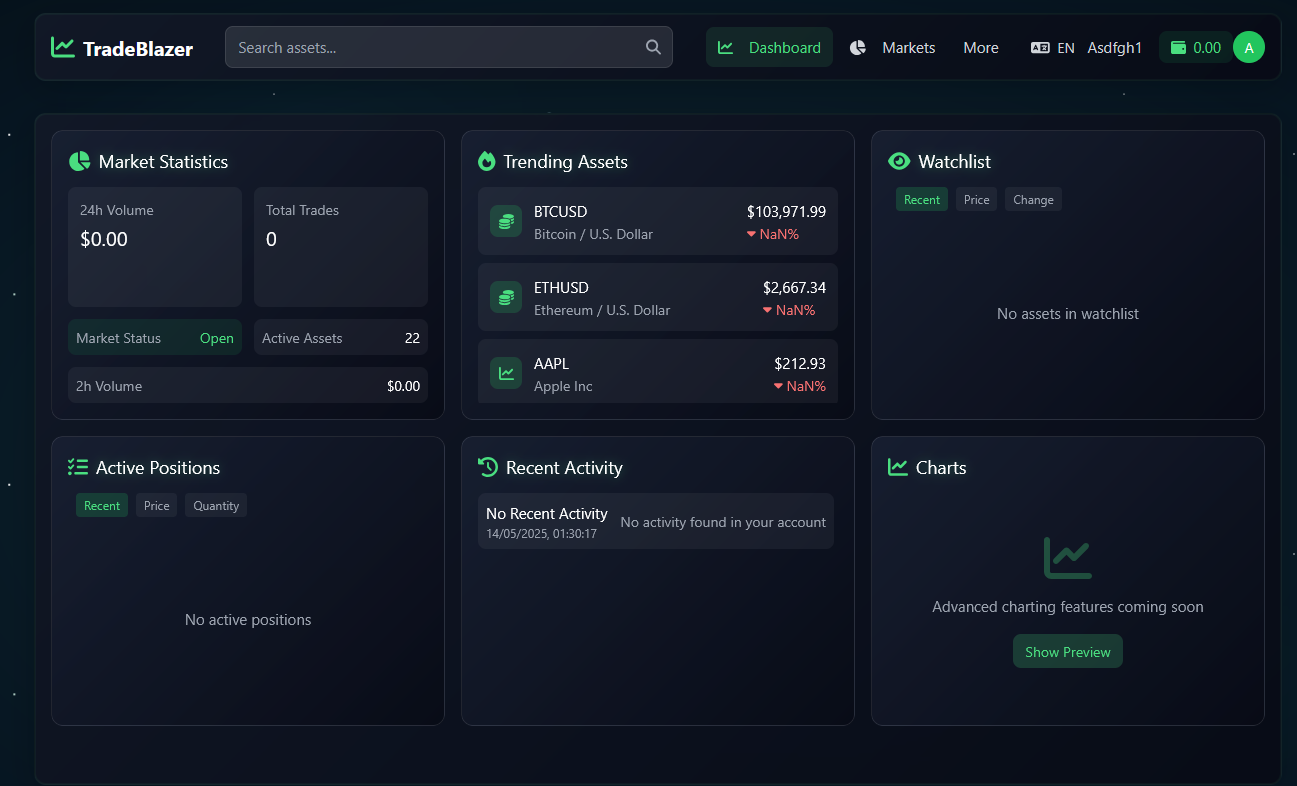 TradeBlazer
Search assets...
Dashboard
Markets
More
EN
Asdfgh1
0.00
A
Market Statistics
24h Volume
$0.00
Total Trades
0
Market Status Open
Active Assets 22
2h Volume $0.00
Trending Assets
BTCUSD $103,971.99
Bitcoin / U.S. Dollar NaN%
ETHUSD $2,667.34
Ethereum / U.S. Dollar NaN%
AAPL $212.93
Apple Inc NaN%
Watchlist
Recent Price Change
No assets in watchlist
Active Positions
Recent Price Quantity
No active positions
Recent Activity
No Recent Activity
14/05/2025, 01:30:17
No activity found in your account
Charts
Advanced charting features coming soon
Show Preview